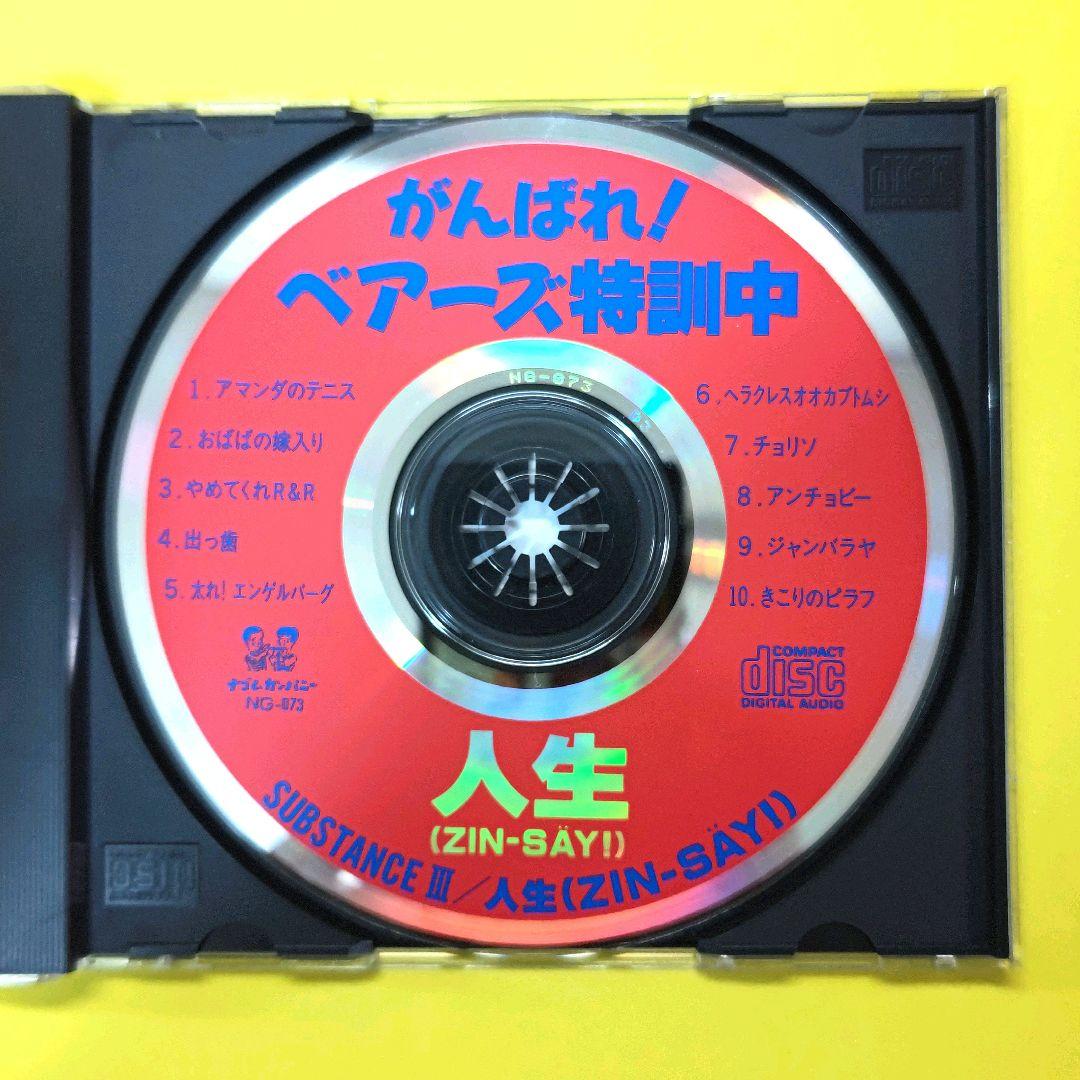 がんばれ!
ベアーズ特訓中
NG-073
1.アマンダのテニス
2.おばばの嫁入り
3.やめてくれR&R
4.出っ歯
5.太れ!エンゲルバーグ
6.ヘラクレスオオカブトムシ
7.チョリソ
8.アンチョビー
9.ジャンバラヤ
10.きこりのピラフ
ナゴムカンパニー
NG-073
COMPACT
disc
DIGITAL AUDIO
人生
(ZIN-SÄY!)
SUBSTANCE III/人生(ZIN-SÄY!)